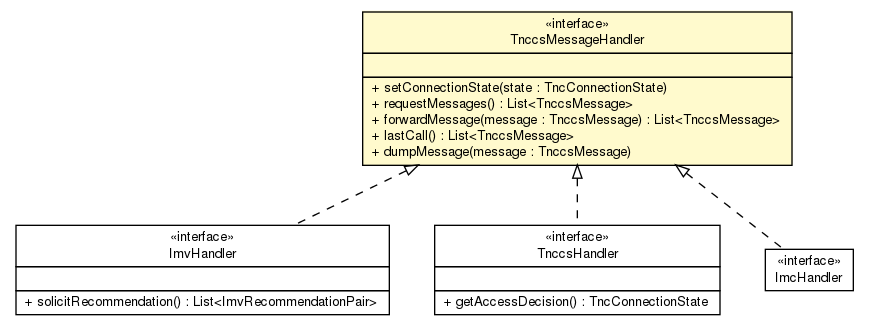 «interface»
TnccsMessageHandler
+ setConnectionState(state : TncConnectionState)
+ requestMessages() : List<TnccsMessage>
+ forwardMessage(message : TnccsMessage) : List<TnccsMessage>
+ lastCall() : List<TnccsMessage>
+ dumpMessage(message : TnccsMessage)
«interface»
ImvHandler
+ solicitRecommendation() : List<ImvRecommendationPair>
«interface»
TnccsHandler
+ getAccessDecision() : TncConnectionState
«interface»
ImcHandler